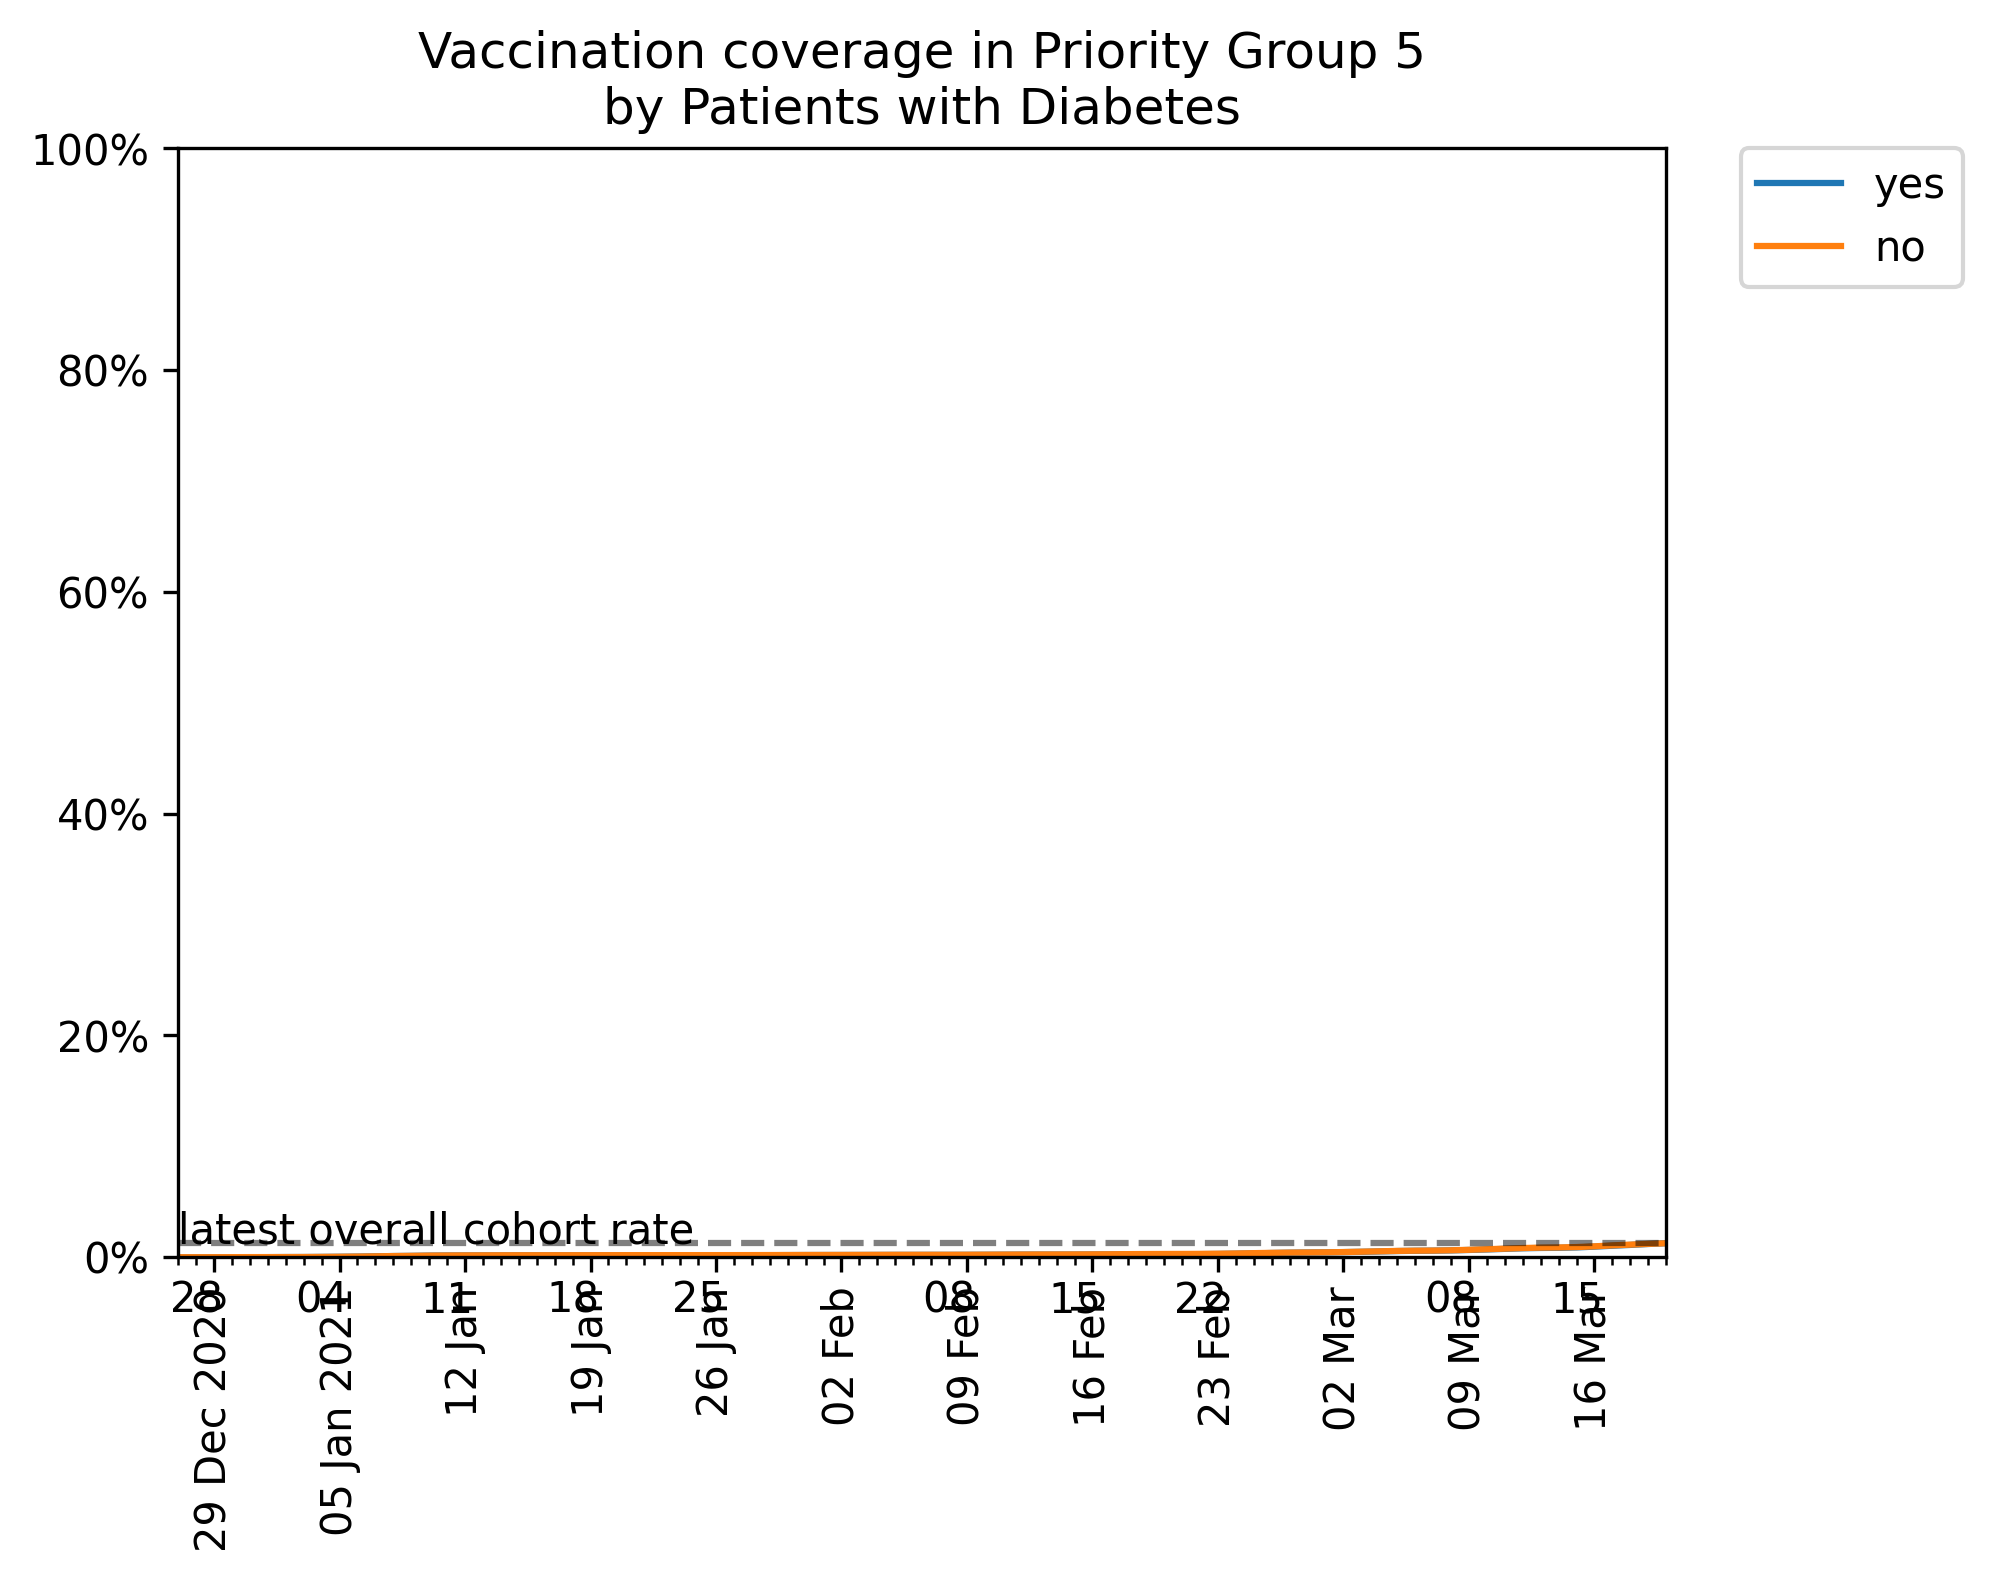 Vaccination coverage in Priority Group 5
by Patients with Diabetes
100%
80%
60%
40%
20%
0%
yes
no
latest overall cohort rate
28
04
11
18
25
08
15
22
08
15
29 Dec 2020
05 Jan 2021
12 Jan
19 Jan
26 Jan
02 Feb
09 Feb
16 Feb
23 Feb
02 Mar
09 Mar
16 Mar